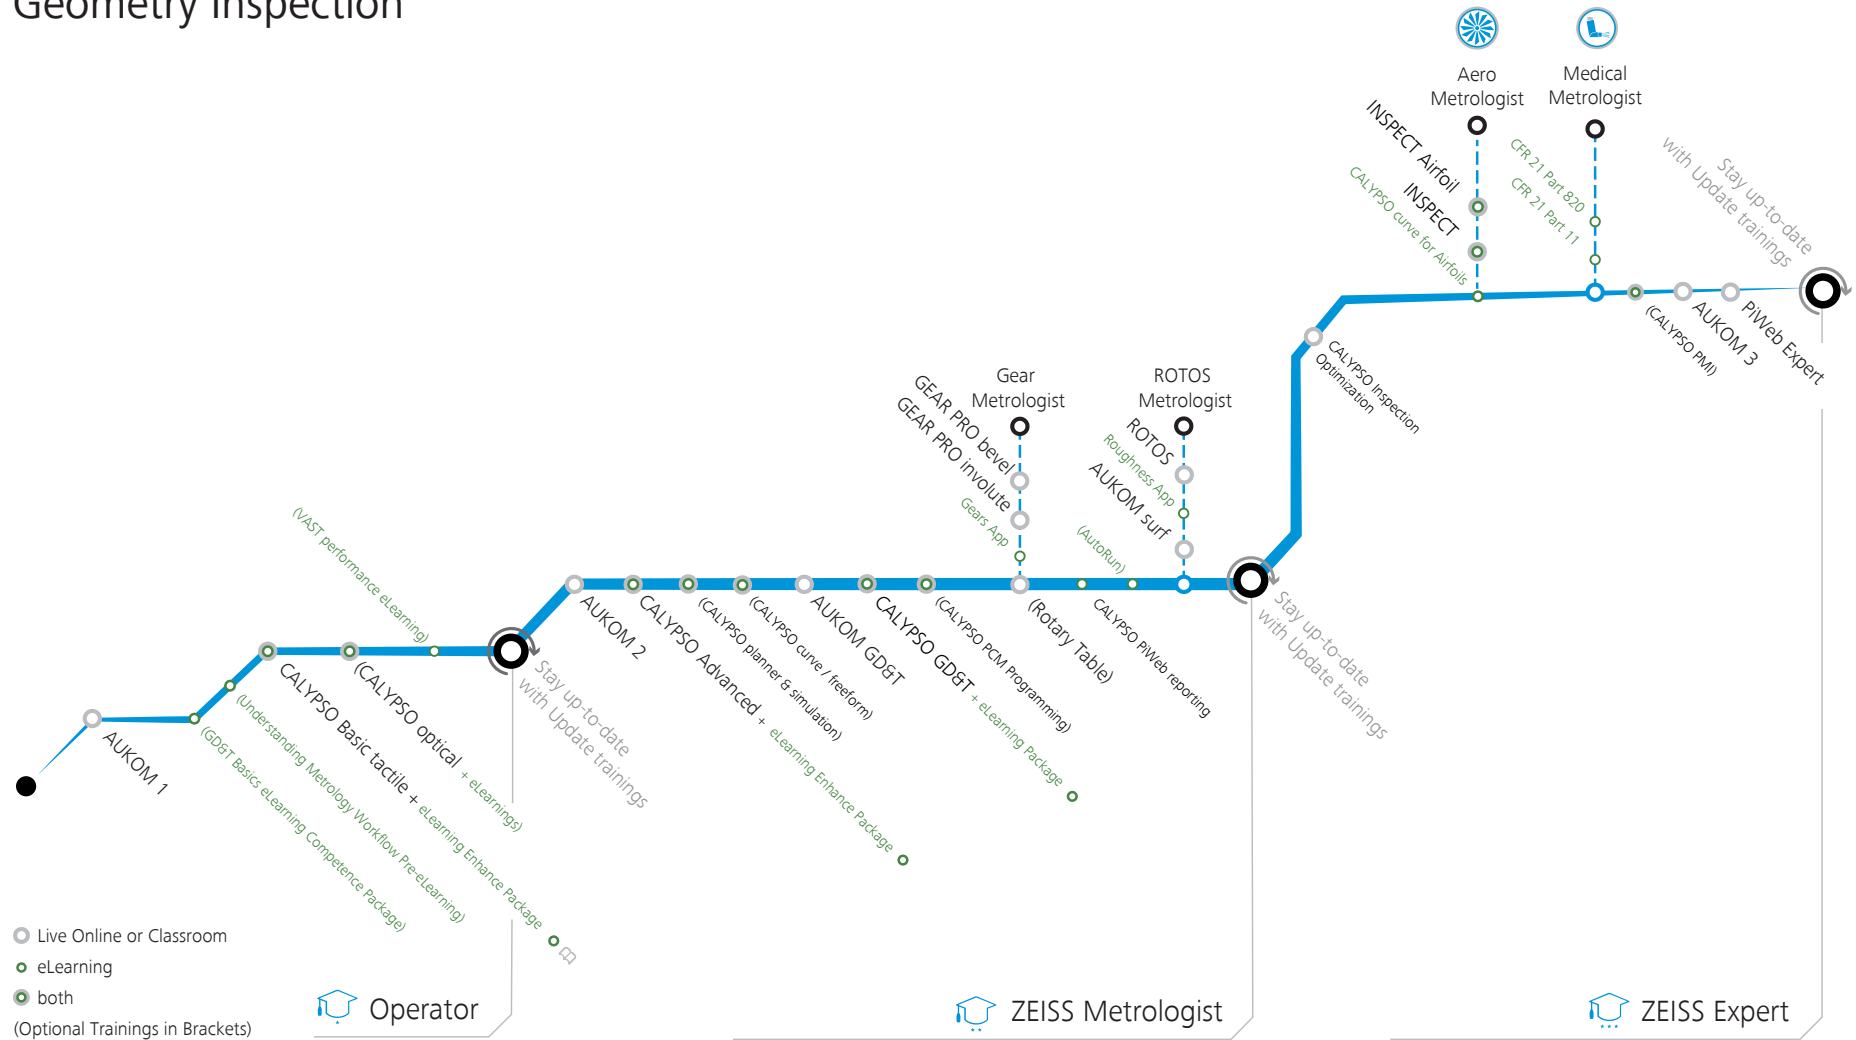 Geometry Inspection
Aero
Metrologist
Medical
Metrologist
INSPECT Airfoil
INSPECT
CALYPSO curve for Airfoils
CFR 21 Part 820
CFR 21 Part 11
Stay up-to-date
with Update trainings
(CALYPSO PMI)
AUKOM 3
PiWeb Expert
CALYPSO Inspection
Optimization
Gear
Metrologist
GEAR PRO bevel
GEAR PRO involute
Gears App
ROTOS
Metrologist
ROTOS
Roughness App
AUKOM surf
(AutoRun)
(VAST performance eLearning)
AUKOM 1
(GD&T Basics eLearning Competence Package)
(Understanding Metrology Workflow Pre-eLearning)
CALYPSO Basic tactile + eLearning Enhance Package
(CALYPSO optical + eLearnings)
Stay up-to-date
with Update trainings
AUKOM 2
CALYPSO Advanced + eLearning Enhance Package
(CALYPSO planner & simulation)
(CALYPSO curve / freeform)
AUKOM GD&T
CALYPSO GD&T + eLearning Package
(CALYPSO PCM Programming)
(Rotary Table)
CALYPSO PiWeb reporting
Stay up-to-date
with Update trainings
Live Online or Classroom
eLearning
both
(Optional Trainings in Brackets)
Operator
ZEISS Metrologist
ZEISS Expert